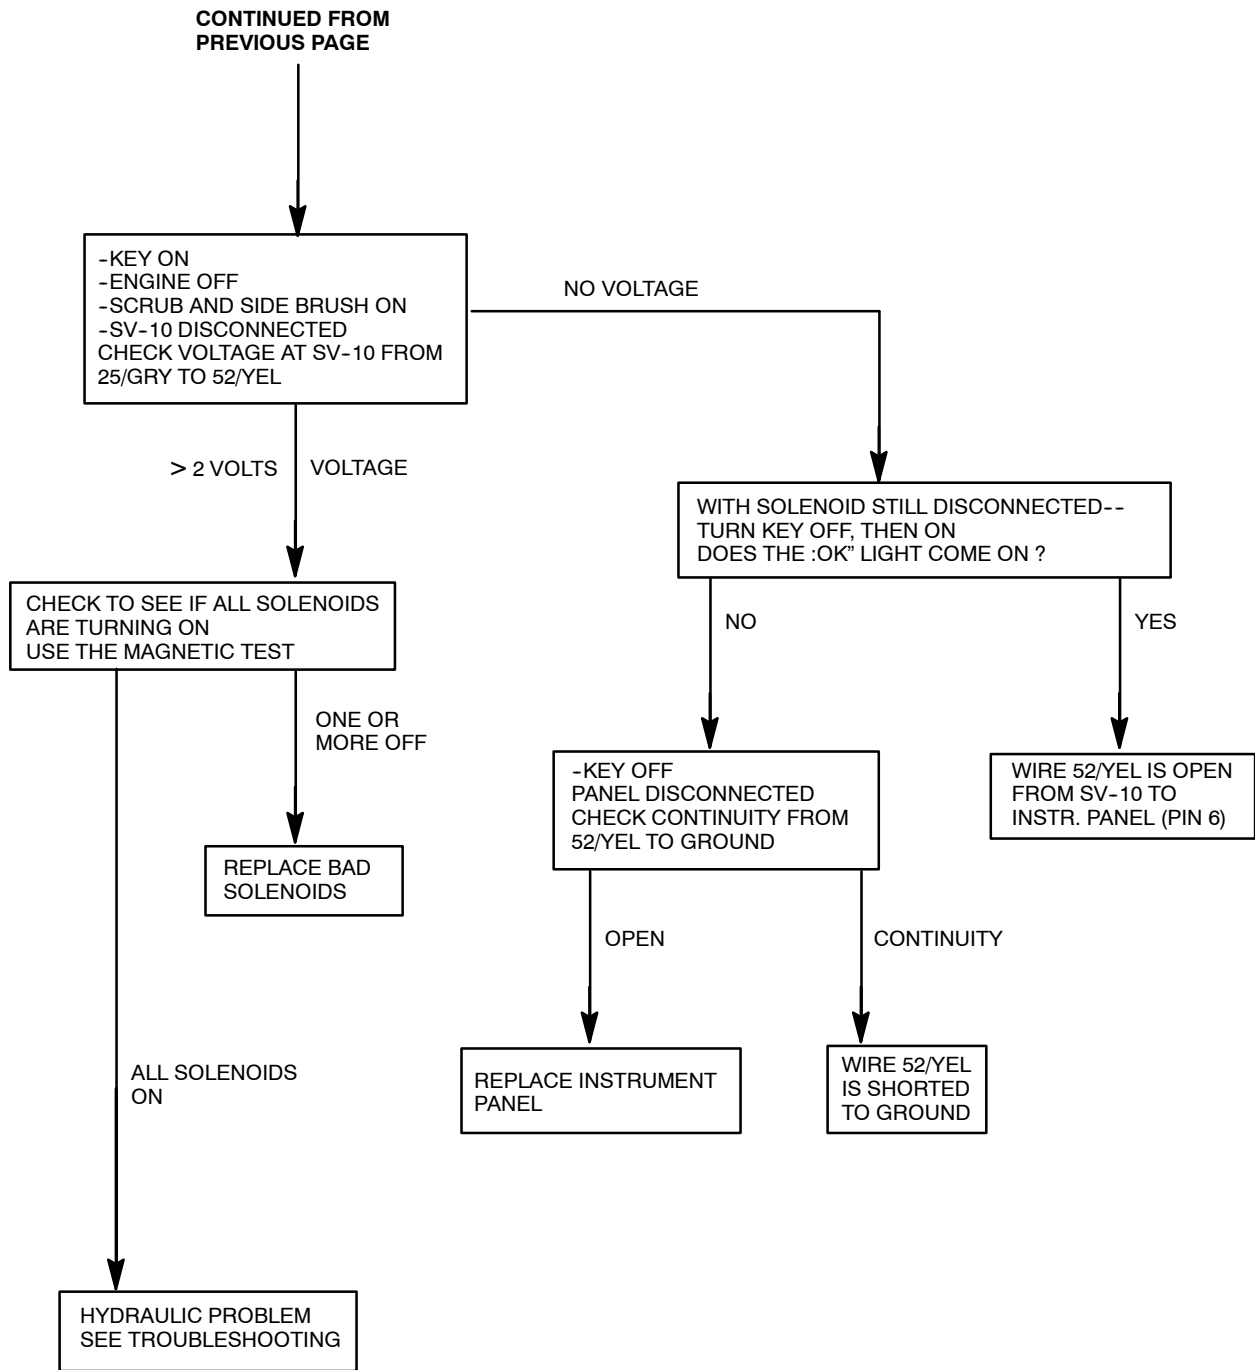 CONTINUED FROM
PREVIOUS PAGE
-KEY ON
-ENGINE OFF
-SCRUB AND SIDE BRUSH ON
-SV-10 DISCONNECTED
CHECK VOLTAGE AT SV-10 FROM
25/GRY TO 52/YEL
NO VOLTAGE
> 2 VOLTS
VOLTAGE
WITH SOLENOID STILL DISCONNECTED--
TURN KEY OFF, THEN ON
DOES THE :OK” LIGHT COME ON ?
CHECK TO SEE IF ALL SOLENOIDS
ARE TURNING ON
USE THE MAGNETIC TEST
NO
YES
ONE OR
MORE OFF
-KEY OFF
PANEL DISCONNECTED
CHECK CONTINUITY FROM
52/YEL TO GROUND
WIRE 52/YEL IS OPEN
FROM SV-10 TO
INSTR. PANEL (PIN 6)
REPLACE BAD
SOLENOIDS
OPEN
CONTINUITY
ALL SOLENOIDS
ON
REPLACE INSTRUMENT
PANEL
WIRE 52/YEL
IS SHORTED
TO GROUND
HYDRAULIC PROBLEM
SEE TROUBLESHOOTING